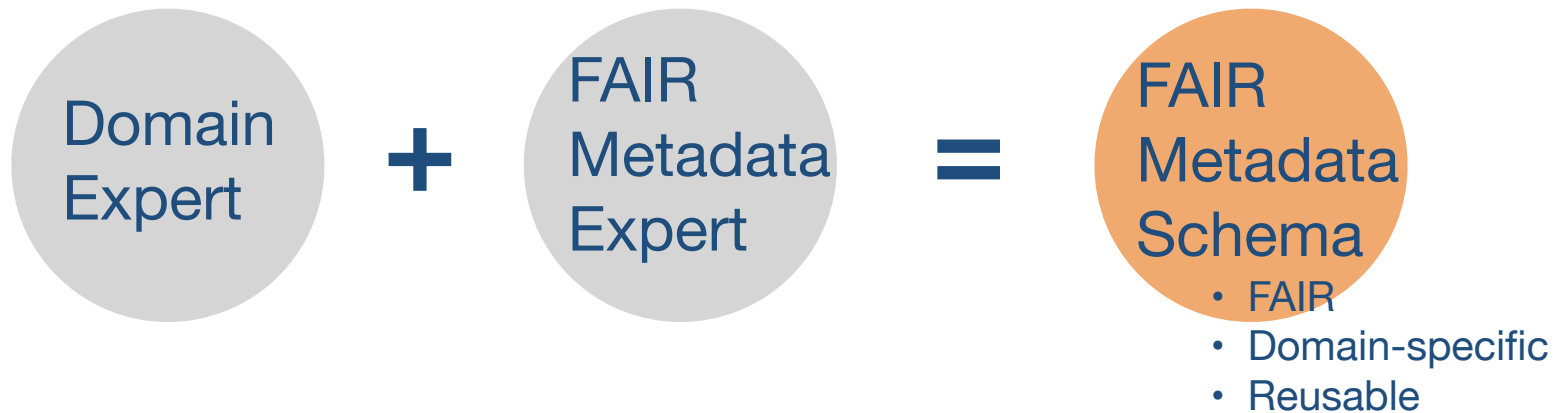 Domain
Expert
+
FAIR
Metadata
Expert
=
FAIR
Metadata
Schema
• FAIR
• Domain-specific
• Reusable